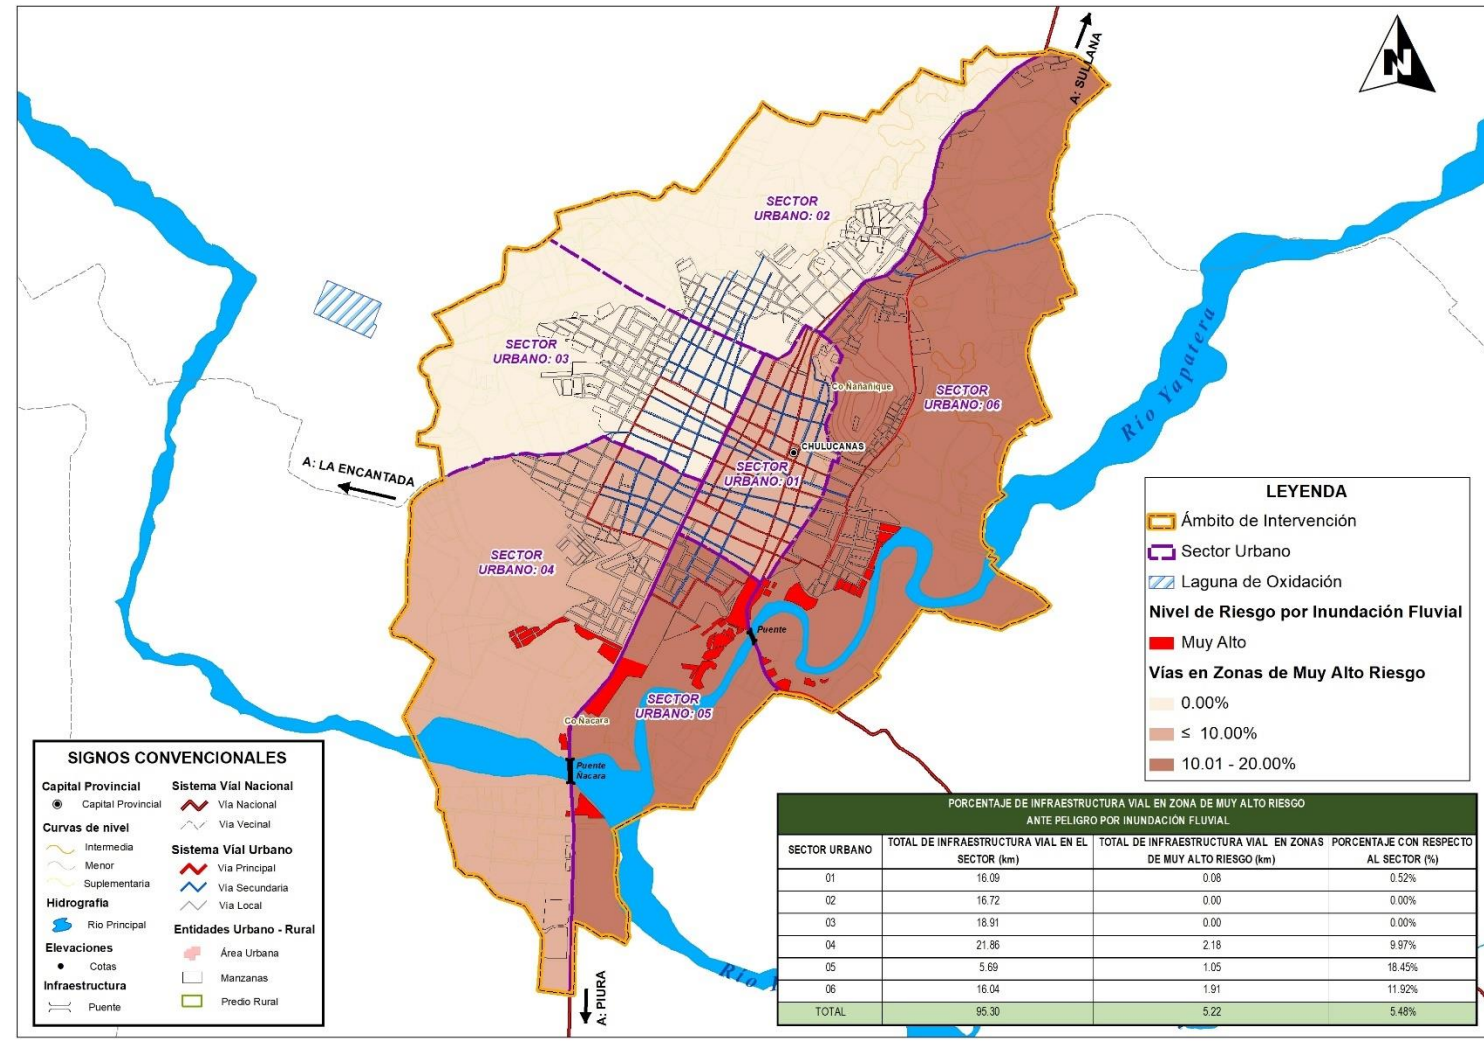 N
A: SULLANA
SECTOR
URBANO: 02
SECTOR
URBANO: 03
Co Ñañañique
SECTOR
URBANO: 06
Rio Yapatera
CHULUCANAS
A: LA ENCANTADA
SECTOR
URBANO: 01
SECTOR
URBANO: 04
Puente
SECTOR
URBANO: 05
Co Ñacara
Puente
Ñacara
A: PIURA
Rio
LEYENDA
Ámbito de Intervención
Sector Urbano
Laguna de Oxidación
Nivel de Riesgo por Inundación Fluvial
Muy Alto
Vías en Zonas de Muy Alto Riesgo
0.00%
≤ 10.00%
10.01 - 20.00%
SIGNOS CONVENCIONALES
Capital Provincial
Capital Provincial
Curvas de nivel
Intermedia
Menor
Suplementaria
Hidrografía
Rio Principal
Elevaciones
Cotas
Infraestructura
Puente
Sistema Víal Nacional
Vía Nacional
Via Vecinal
Sistema Víal Urbano
Via Principal
Via Secundaria
Via Local
Entidades Urbano - Rural
Área Urbana
Manzanas
Predio Rural
PORCENTAJE DE INFRAESTRUCTURA VIAL EN ZONA DE MUY ALTO RIESGO
ANTE PELIGRO POR INUNDACIÓN FLUVIAL
SECTOR URBANO TOTAL DE INFRAESTRUCTURA VIAL EN EL SECTOR (km) TOTAL DE INFRAESTRUCTURA VIAL EN ZONAS DE MUY ALTO RIESGO (km) PORCENTAJE CON RESPECTO AL SECTOR (%)
01 16.09 0.08 0.52%
02 16.72 0.00 0.00%
03 18.91 0.00 0.00%
04 21.86 2.18 9.97%
05 5.69 1.05 18.45%
06 16.04 1.91 11.92%
TOTAL 95.30 5.22 5.48%